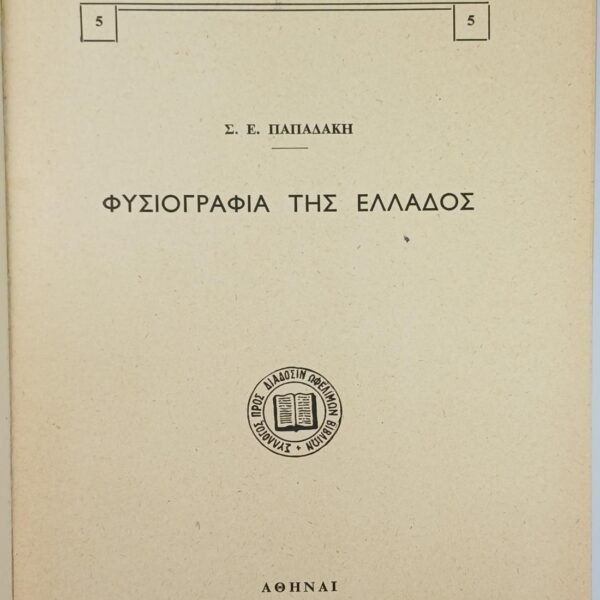 5 5
Σ. Ε. ΠΑΠΑΔΑΚΗ
ΦΥΣΙΟΓΡΑΦΙΑ ΤΗΣ ΕΛΛΑΔΟΣ
ΣΥΛΛΟΓΟΣ ΠΡΟΣ ΔΙΑΔΟΣΙΝ ΩΦΕΛΙΜΩΝ ΒΙΒΛΙΩΝ
ΑΘΗΝΑΙ